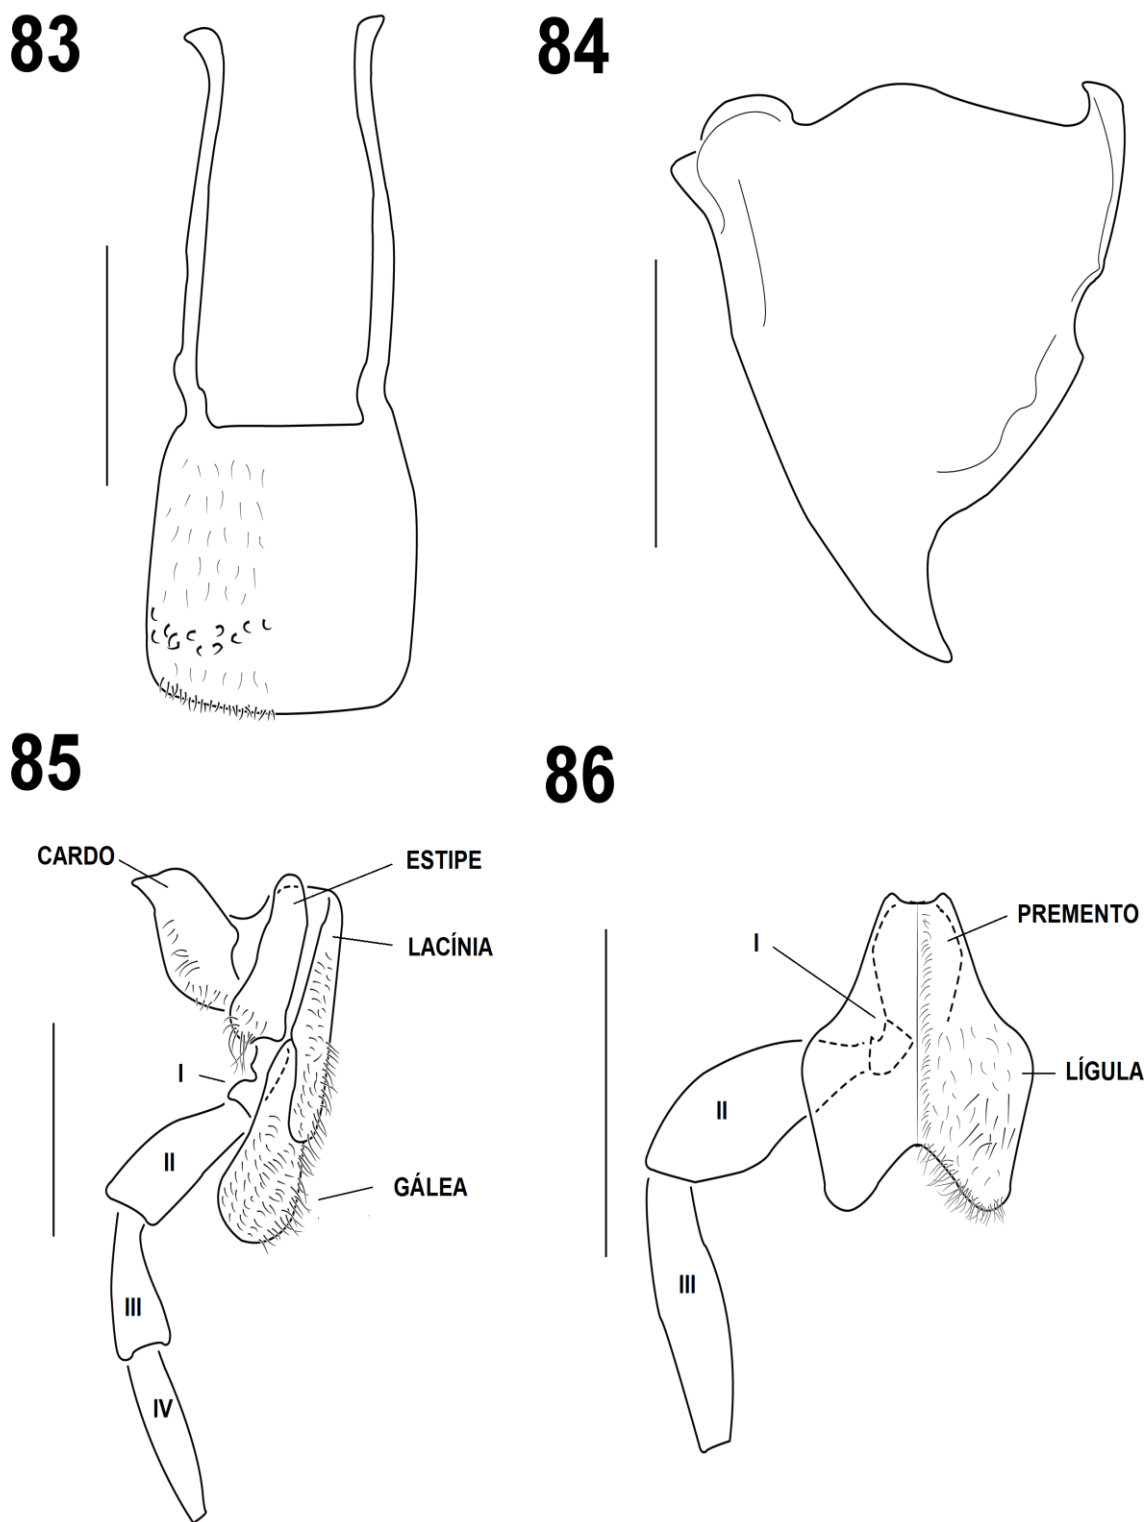 83
84
85
CARDO
ESTIPE
LACÍNIA
I
II
GÁLEA
III
IV
86
PREMENTO
I
LÍGULA
II
III